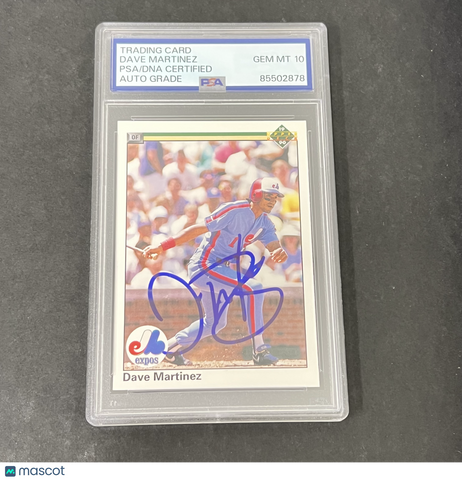 TRADING CARD
DAVE MARTINEZ
PSA/DNA CERTIFIED
AUTO GRADE
GEM MT 10
PSA
85502878
OF
expos
Dave Martinez
mascot